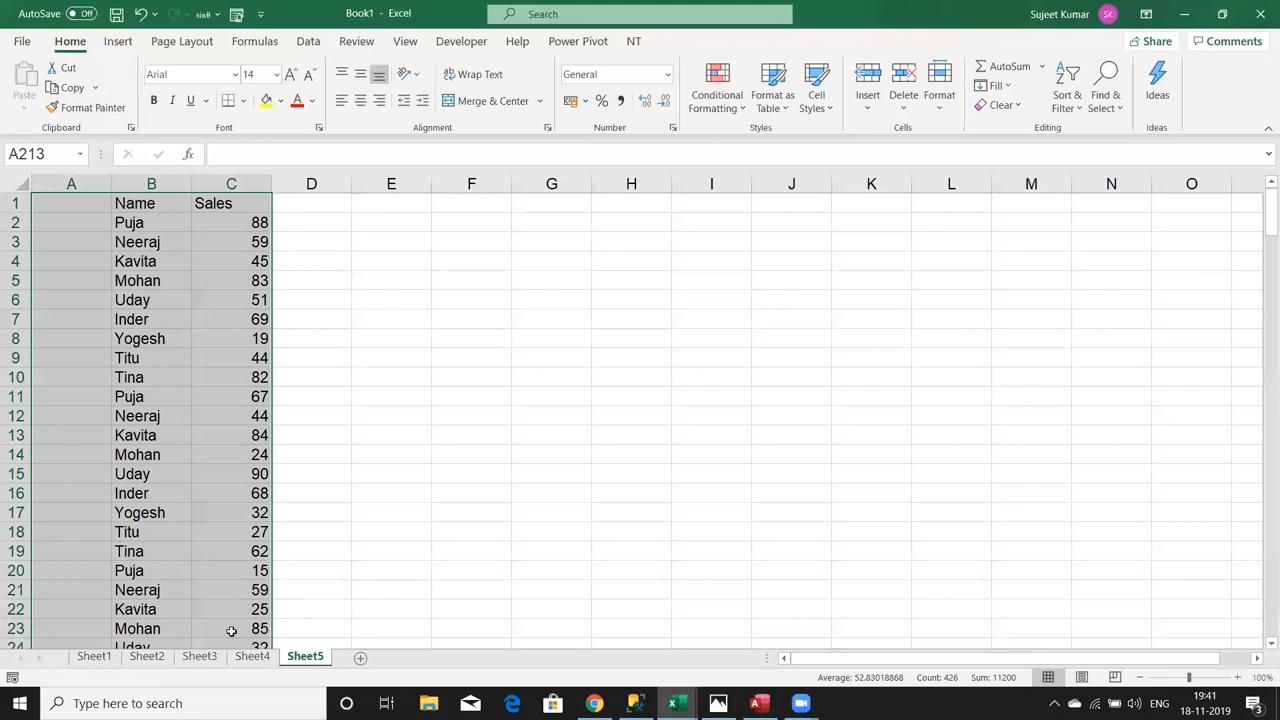 AutoSave Off Book1 - Excel Search Sujeet Kumar SK
File Home Insert Page Layout Formulas Data Review View Developer Help Power Pivot NT Share Comments
Cut
Copy
Format Painter
Paste
Clipboard
Arial 14
B I U
Font
Wrap Text
Merge & Center
Alignment
General
Number
Conditional Formatting
Format as Table
Cell Styles
Styles
Insert Delete Format
Cells
AutoSum
Fill
Clear
Sort & Filter
Find & Select
Editing
Ideas
Ideas
A213 fx
A B C D E F G H I J K L M N O
1 Name Sales
2 Puja 88
3 Neeraj 59
4 Kavita 45
5 Mohan 83
6 Uday 51
7 Inder 69
8 Yogesh 19
9 Titu 44
10 Tina 82
11 Puja 67
12 Neeraj 44
13 Kavita 84
14 Mohan 24
15 Uday 90
16 Inder 68
17 Yogesh 32
18 Titu 27
19 Tina 62
20 Puja 15
21 Neeraj 59
22 Kavita 25
23 Mohan 85
24 Uday 32
Sheet1 Sheet2 Sheet3 Sheet4 Sheet5
Average: 52.83018868 Count: 426 Sum: 11200 100%
Type here to search
ENG
19:41
18-11-2019